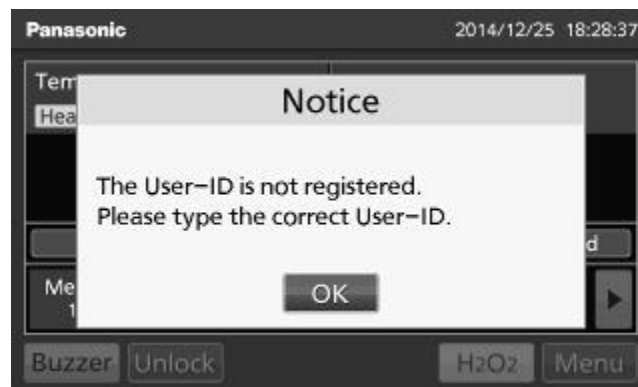 Panasonic 2014/12/25 18:28:37
Notice
The User-ID is not registered.
Please type the correct User-ID.
OK
Buzzer Unlock H2O2 Menu